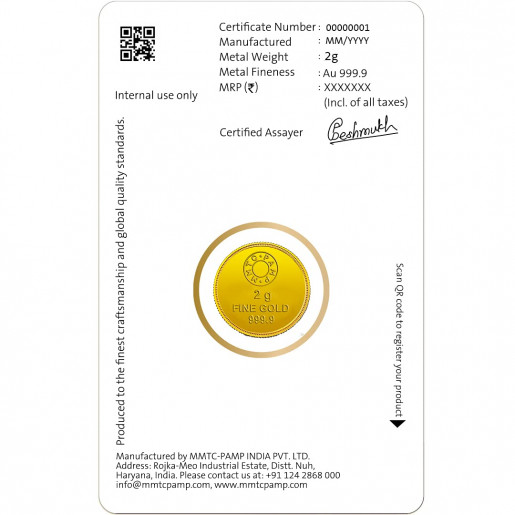 Certificate Number : 00000001
Manufactured : MM/YYYY
Metal Weight : 2g
Metal Fineness : Au 999.9
MRP (₹) : XXXXXXX
(Incl. of all taxes)
Internal use only
Certified Assayer
Produced to the finest craftsmanship and global quality standards.
MMTC-PAMP
2 g
FINE GOLD
999.9
Scan QR code to register your product
Manufactured by MMTC-PAMP INDIA PVT. LTD.
Address: Rojka-Meo Industrial Estate, Distt. Nuh,
Haryana, India. Please contact us at: +91 124 2868 000
info@mmtcpamp.com, www.mmtcpamp.com